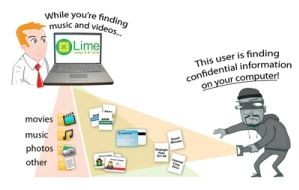 While you're finding
music and videos...
Lime
wire
This user is finding
confidential information
on your computer!
movies
music
photos
other